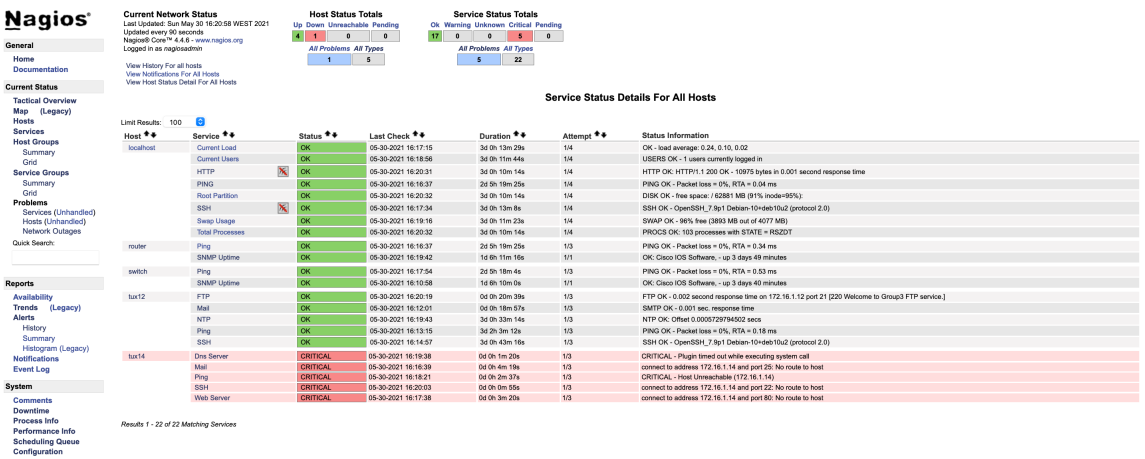 Nagios®
General
Home
Documentation
Current Status
Tactical Overview
Map (Legacy)
Hosts
Services
Host Groups
Summary
Grid
Service Groups
Summary
Grid
Problems
Services (Unhandled)
Hosts (Unhandled)
Network Outages
Quick Search:
Reports
Availability
Trends (Legacy)
Alerts
History
Summary
Histogram (Legacy)
Notifications
Event Log
System
Comments
Downtime
Process Info
Performance Info
Scheduling Queue
Configuration
Current Network Status
Last Updated: Sun May 30 16:20:58 WEST 2021
Updated every 90 seconds
Nagios® Core™ 4.4.6 - www.nagios.org
Logged in as nagiosadmin
View History For all hosts
View Notifications For All Hosts
View Host Status Detail For All Hosts
Host Status Totals
Up Down Unreachable Pending
4 1 0 0
All Problems All Types
1 5
Service Status Totals
Ok Warning Unknown Critical Pending
17 0 0 5 0
All Problems All Types
5 22
Service Status Details For All Hosts
Limit Results: 100
Host Service Status Last Check Duration Attempt Status Information
localhost Current Load OK 05-30-2021 16:17:15 3d 0h 13m 29s 1/4 OK - load average: 0.24, 0.10, 0.02
Current Users OK 05-30-2021 16:18:56 3d 0h 11m 44s 1/4 USERS OK - 1 users currently logged in
HTTP OK 05-30-2021 16:20:31 3d 0h 10m 14s 1/4 HTTP OK: HTTP/1.1 200 OK - 10975 bytes in 0.001 second response time
PING OK 05-30-2021 16:16:37 2d 5h 19m 25s 1/4 PING OK - Packet loss = 0%, RTA = 0.04 ms
Root Partition OK 05-30-2021 16:20:32 3d 0h 10m 14s 1/4 DISK OK - free space: / 62881 MB (91% inode=95%):
SSH OK 05-30-2021 16:17:34 3d 0h 13m 8s 1/4 SSH OK - OpenSSH_7.9p1 Debian-10+deb10u2 (protocol 2.0)
Swap Usage OK 05-30-2021 16:19:16 3d 0h 11m 23s 1/4 SWAP OK - 96% free (3893 MB out of 4077 MB)
Total Processes OK 05-30-2021 16:20:32 3d 0h 10m 14s 1/4 PROCS OK: 103 processes with STATE = RSZDT
router Ping OK 05-30-2021 16:16:37 2d 5h 19m 25s 1/3 PING OK - Packet loss = 0%, RTA = 0.34 ms
SNMP Uptime OK 05-30-2021 16:19:42 1d 6h 11m 16s 1/1 OK: Cisco IOS Software, - up 3 days 49 minutes
switch Ping OK 05-30-2021 16:17:54 2d 5h 18m 4s 1/3 PING OK - Packet loss = 0%, RTA = 0.53 ms
SNMP Uptime OK 05-30-2021 16:10:58 1d 6h 10m 0s 1/1 OK: Cisco IOS Software, - up 3 days 40 minutes
tux12 FTP OK 05-30-2021 16:20:19 0d 0h 20m 39s 1/3 FTP OK - 0.002 second response time on 172.16.1.12 port 21 [220 Welcome to Group3 FTP service.]
Mail OK 05-30-2021 16:12:01 0d 0h 18m 57s 1/3 SMTP OK - 0.001 sec. response time
NTP OK 05-30-2021 16:19:43 0d 0h 33m 14s 1/3 NTP OK: Offset 0.0005729794502 secs
Ping OK 05-30-2021 16:13:15 3d 2h 3m 12s 1/3 PING OK - Packet loss = 0%, RTA = 0.18 ms
SSH OK 05-30-2021 16:14:57 3d 0h 43m 16s 1/3 SSH OK - OpenSSH_7.9p1 Debian-10+deb10u2 (protocol 2.0)
tux14 Dns Server CRITICAL 05-30-2021 16:19:38 0d 0h 1m 20s 1/3 CRITICAL - Plugin timed out while executing system call
Mail CRITICAL 05-30-2021 16:16:39 0d 0h 4m 19s 1/3 connect to address 172.16.1.14 and port 25: No route to host
Ping CRITICAL 05-30-2021 16:18:21 0d 0h 2m 37s 1/3 CRITICAL - Host Unreachable (172.16.1.14)
SSH CRITICAL 05-30-2021 16:20:03 0d 0h 0m 55s 1/3 connect to address 172.16.1.14 and port 22: No route to host
Web Server CRITICAL 05-30-2021 16:17:38 0d 0h 3m 20s 1/3 connect to address 172.16.1.14 and port 80: No route to host
Results 1 - 22 of 22 Matching Services